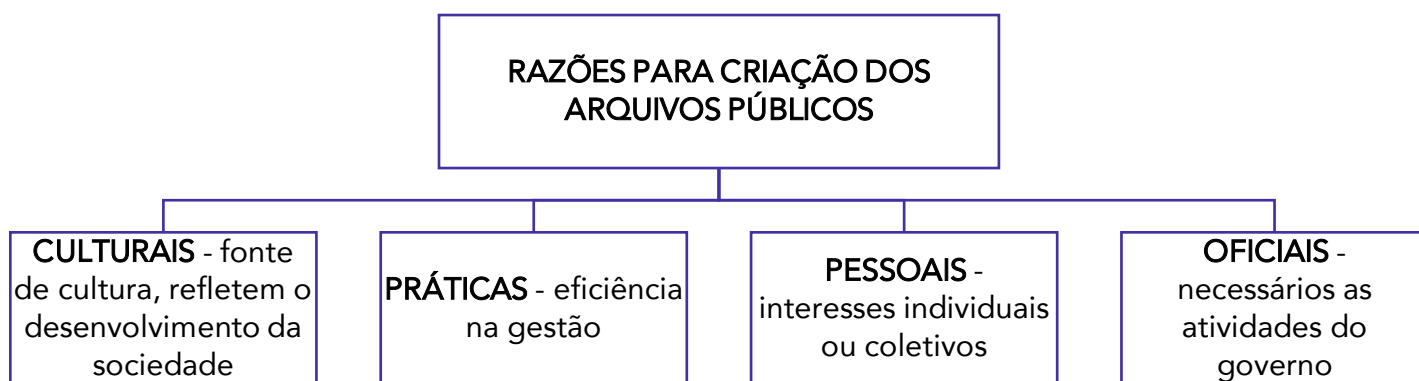 RAZÕES PARA CRIAÇÃO DOS
ARQUIVOS PÚBLICOS
CULTURAIS - fonte
de cultura, refletem o
desenvolvimento da
sociedade
PRÁTICAS - eficiência
na gestão
PESSOAIS -
interesses individuais
ou coletivos
OFICIAIS -
necessários as
atividades do
governo